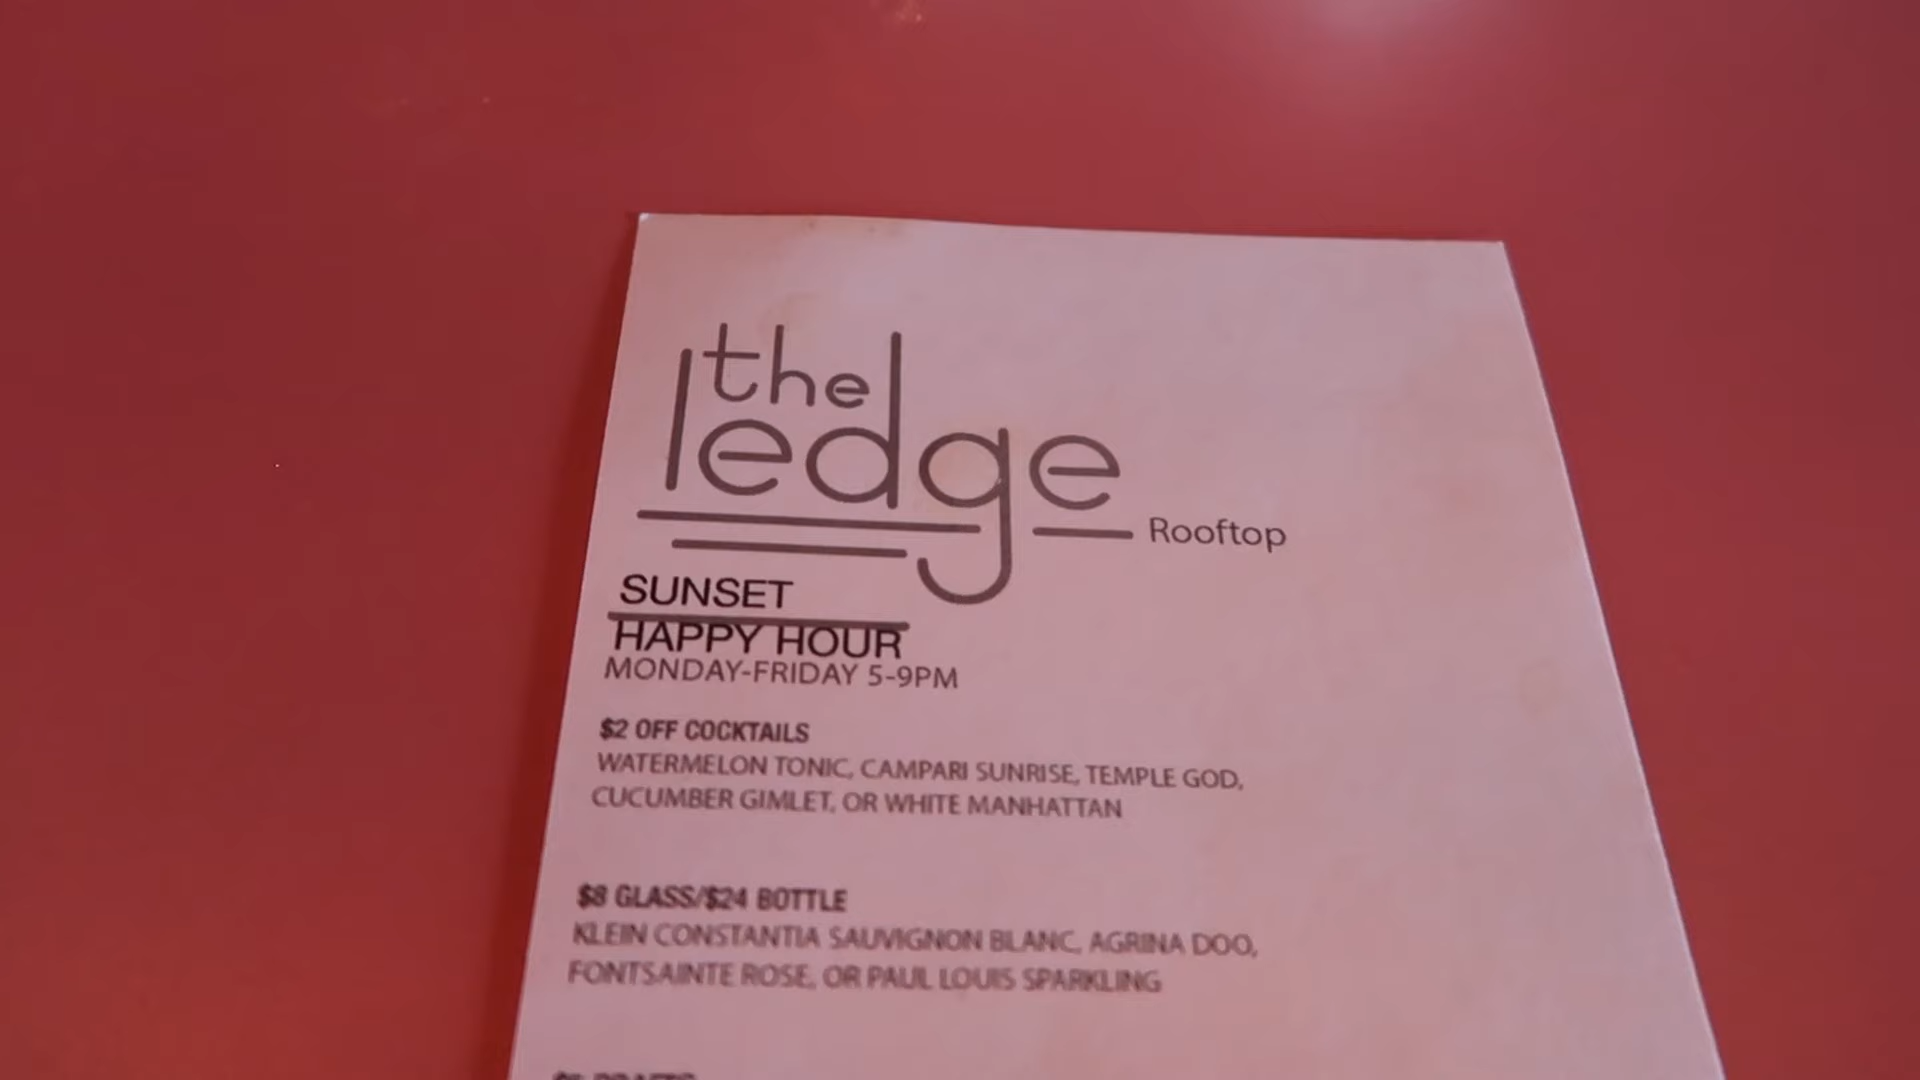 the
ledge
Rooftop
SUNSET
HAPPY HOUR
MONDAY-FRIDAY 5-9PM
$2 OFF COCKTAILS
WATERMELON TONIC, CAMPARI SUNRISE, TEMPLE GOD,
CUCUMBER GIMLET, OR WHITE MANHATTAN
$8 GLASS/$24 BOTTLE
KLEIN CONSTANTIA SAUVIGNON BLANC, AGRINA DOO,
FONTSAINTE ROSE, OR PAUL LOUIS SPARKLING